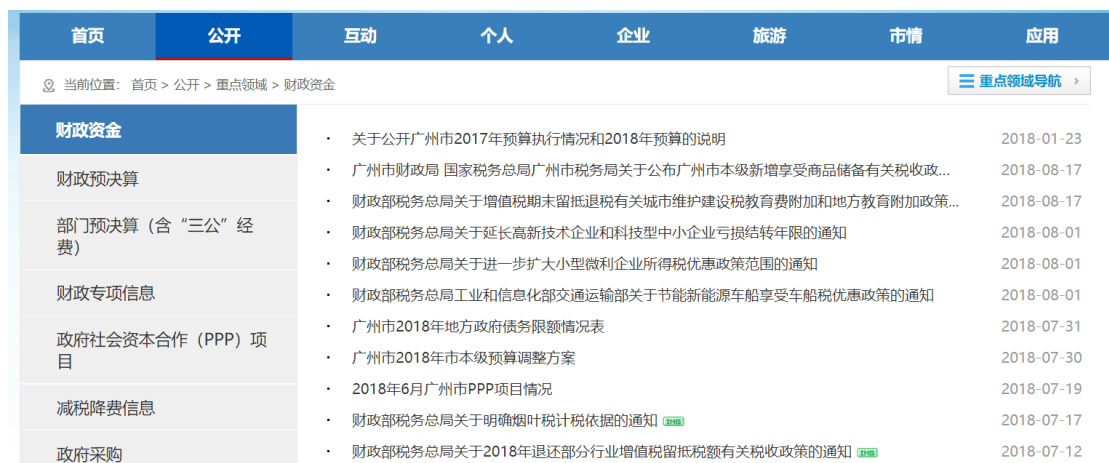 首页 公开 互动 个人 企业 旅游 市情 应用
当前位置： 首页 > 公开 > 重点领域 > 财政资金
重点领域导航 ›
财政资金
财政预决算
部门预决算（含“三公”经
费）
财政专项信息
政府社会资本合作（PPP）项
目
减税降费信息
政府采购
· 关于公开广州市2017年预算执行情况和2018年预算的说明 2018-01-23
· 广州市财政局 国家税务总局广州市税务局关于公布广州市本级新增享受商品储备有关税收政... 2018-08-17
· 财政部税务总局关于增值税期末留抵退税有关城市维护建设税教育费附加和地方教育附加政策... 2018-08-17
· 财政部税务总局关于延长高新技术企业和科技型中小企业亏损结转年限的通知 2018-08-01
· 财政部税务总局关于进一步扩大小型微利企业所得税优惠政策范围的通知 2018-08-01
· 财政部税务总局工业和信息化部交通运输部关于节能新能源车船享受车船税优惠政策的通知 2018-08-01
· 广州市2018年地方政府债务限额情况表 2018-07-31
· 广州市2018年市本级预算调整方案 2018-07-30
· 2018年6月广州市PPP项目情况 2018-07-19
· 财政部税务总局关于明确烟叶税计税依据的通知 IMG 2018-07-17
· 财政部税务总局关于2018年退还部分行业增值税留抵税额有关税收政策的通知 IMG 2018-07-12